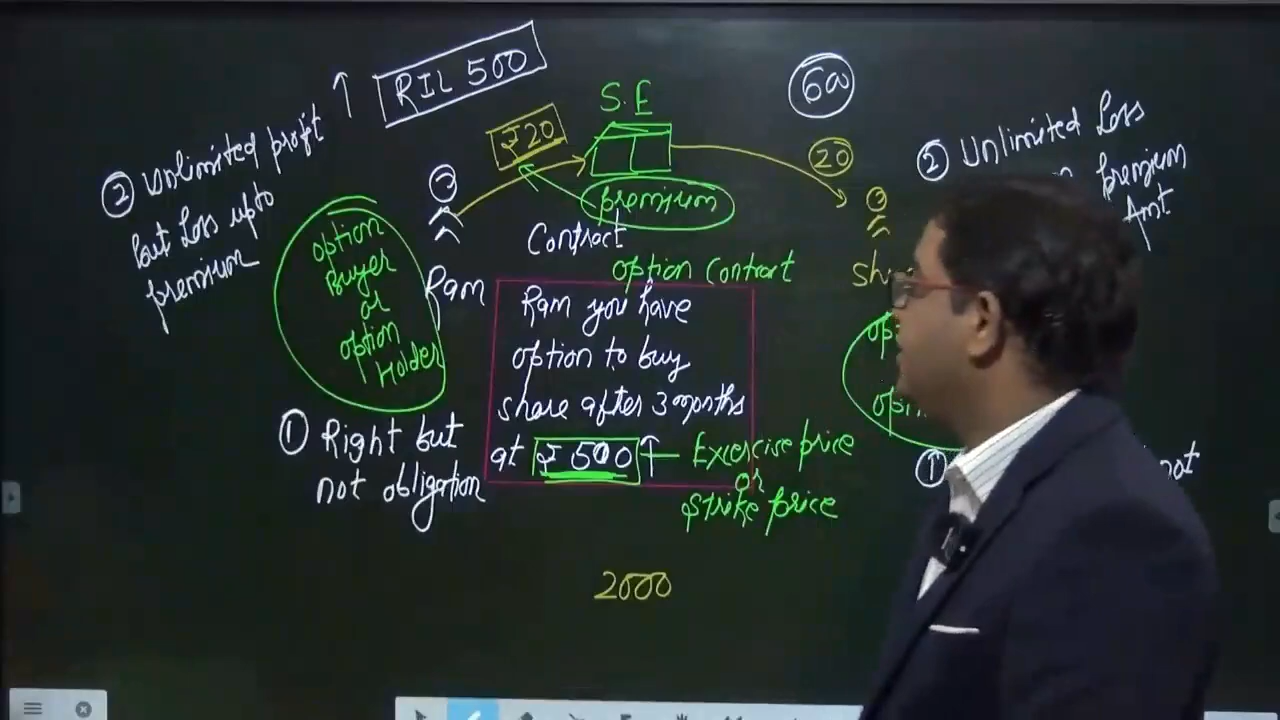 RIL 500
S.E
600
₹20
20
premium
② Unlimited profit
but Loss upto
premium
② Unlimited Loss
premium
Amt
Contract
option Contract
option
Buyer
or
option
Holder
Ram
Ram you have
option to buy
share after 3 months
at ₹500
Exercise price
or
strike price
① Right but
not obligation
①
not
2000